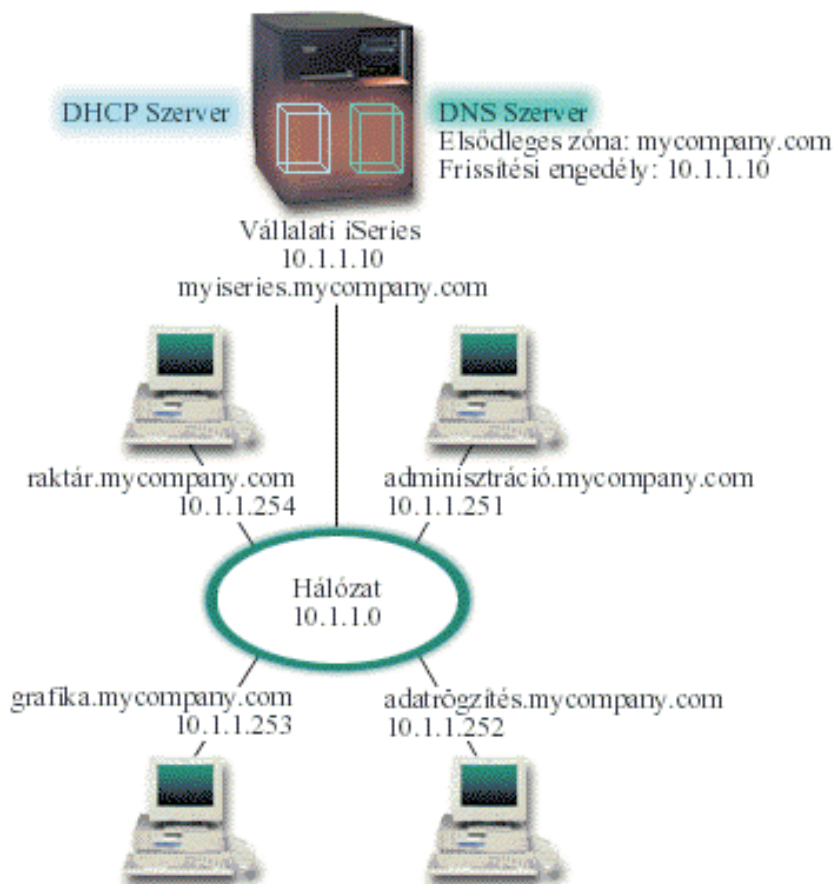 DHCP Szerver
DNS Szerver
Elsődleges zóna: mycompany.com
Frissítési engedély: 10.1.1.10
Vállalati iSeries
10.1.1.10
myiseries.mycompany.com
raktár.mycompany.com
10.1.1.254
adminisztráció.mycompany.com
10.1.1.251
Hálózat
10.1.1.0
grafika.mycompany.com
10.1.1.253
adatrögzítés.mycompany.com
10.1.1.252